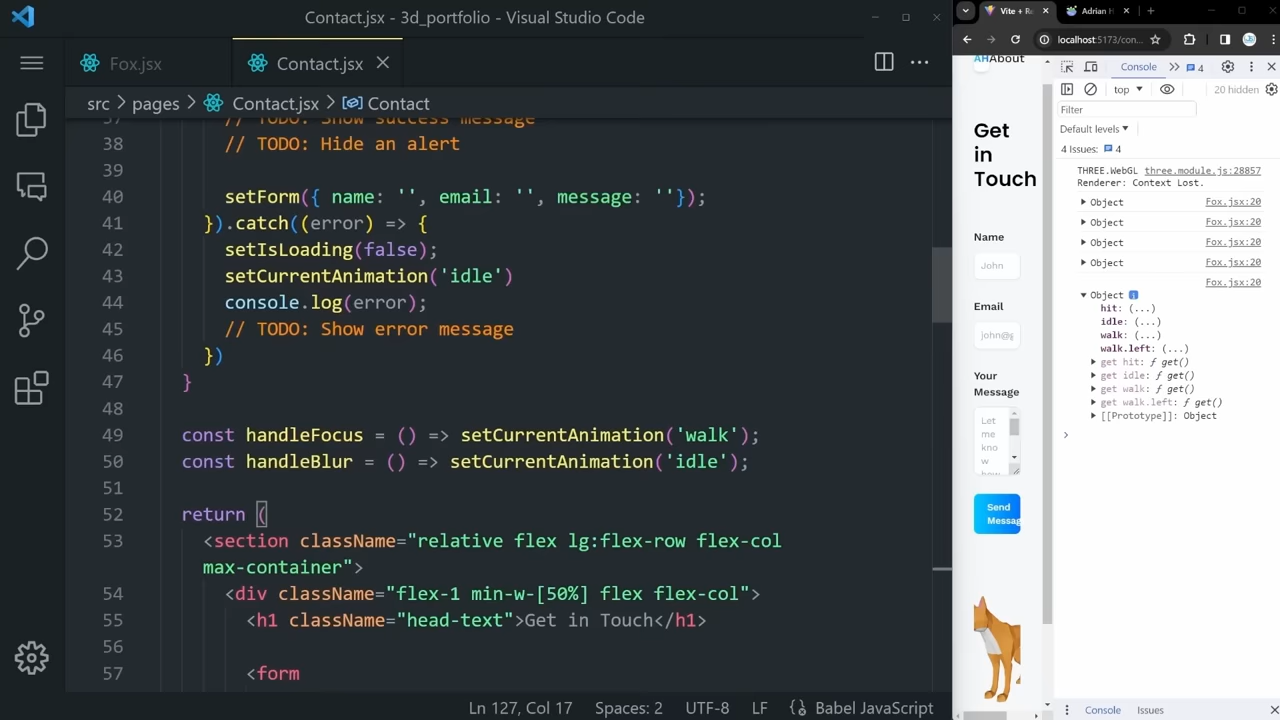 Contact.jsx - 3d_portfolio - Visual Studio Code
Fox.jsx
Contact.jsx
src > pages > Contact.jsx > Contact
37 // TODO: Show success message
38 // TODO: Hide an alert
39
40 setForm({ name: '', email: '', message: ''});
41 }).catch((error) => {
42 setIsLoading(false);
43 setCurrentAnimation('idle')
44 console.log(error);
45 // TODO: Show error message
46 })
47 }
48
49 const handleFocus = () => setCurrentAnimation('walk');
50 const handleBlur = () => setCurrentAnimation('idle');
51
52 return (
53 <section className="relative flex lg:flex-row flex-col
max-container">
54 <div className="flex-1 min-w-[50%] flex flex-col">
55 <h1 className="head-text">Get in Touch</h1>
56
57 <form
Ln 127, Col 17
Spaces: 2
UTF-8
LF
Babel JavaScript
Vite + R
Adrian H
localhost:5173/con...
AH
About
Get
in
Touch
Name
John
Email
john@g
Your
Message
Let
me
kno
w
how
Send
Messag
Console
4
top
20 hidden
Filter
Default levels
4 Issues: 4
THREE.WebGL three.module.js:28857
Renderer: Context Lost.
Object Fox.jsx:20
Object Fox.jsx:20
Object Fox.jsx:20
Object Fox.jsx:20
Fox.jsx:20
Object i
hit: (...)
idle: (...)
walk: (...)
walk.left: (...)
get hit: ƒ get()
get idle: ƒ get()
get walk: ƒ get()
get walk.left: ƒ get()
[[Prototype]]: Object
Console
Issues